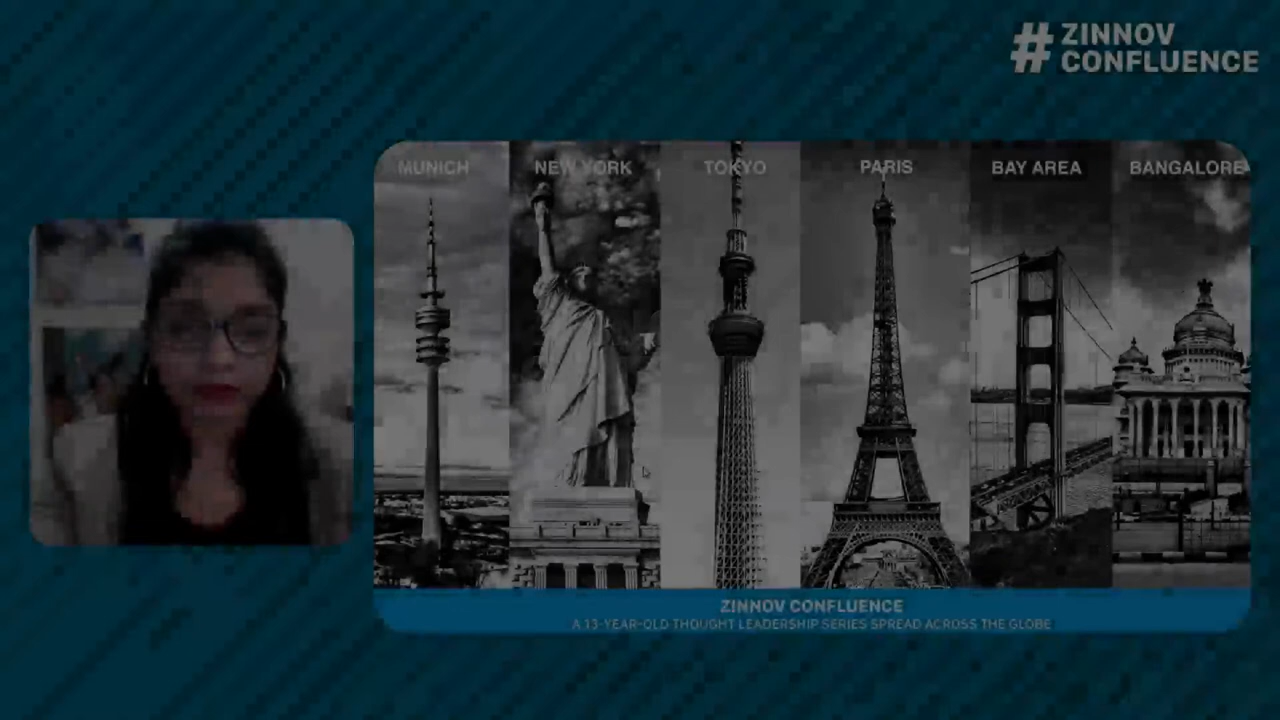 # ZINNOV
CONFLUENCE
MUNICH
NEW YORK
TOKYO
PARIS
BAY AREA
BANGALORE
ZINNOV CONFLUENCE
A 13-YEAR-OLD THOUGHT LEADERSHIP SERIES SPREAD ACROSS THE GLOBE